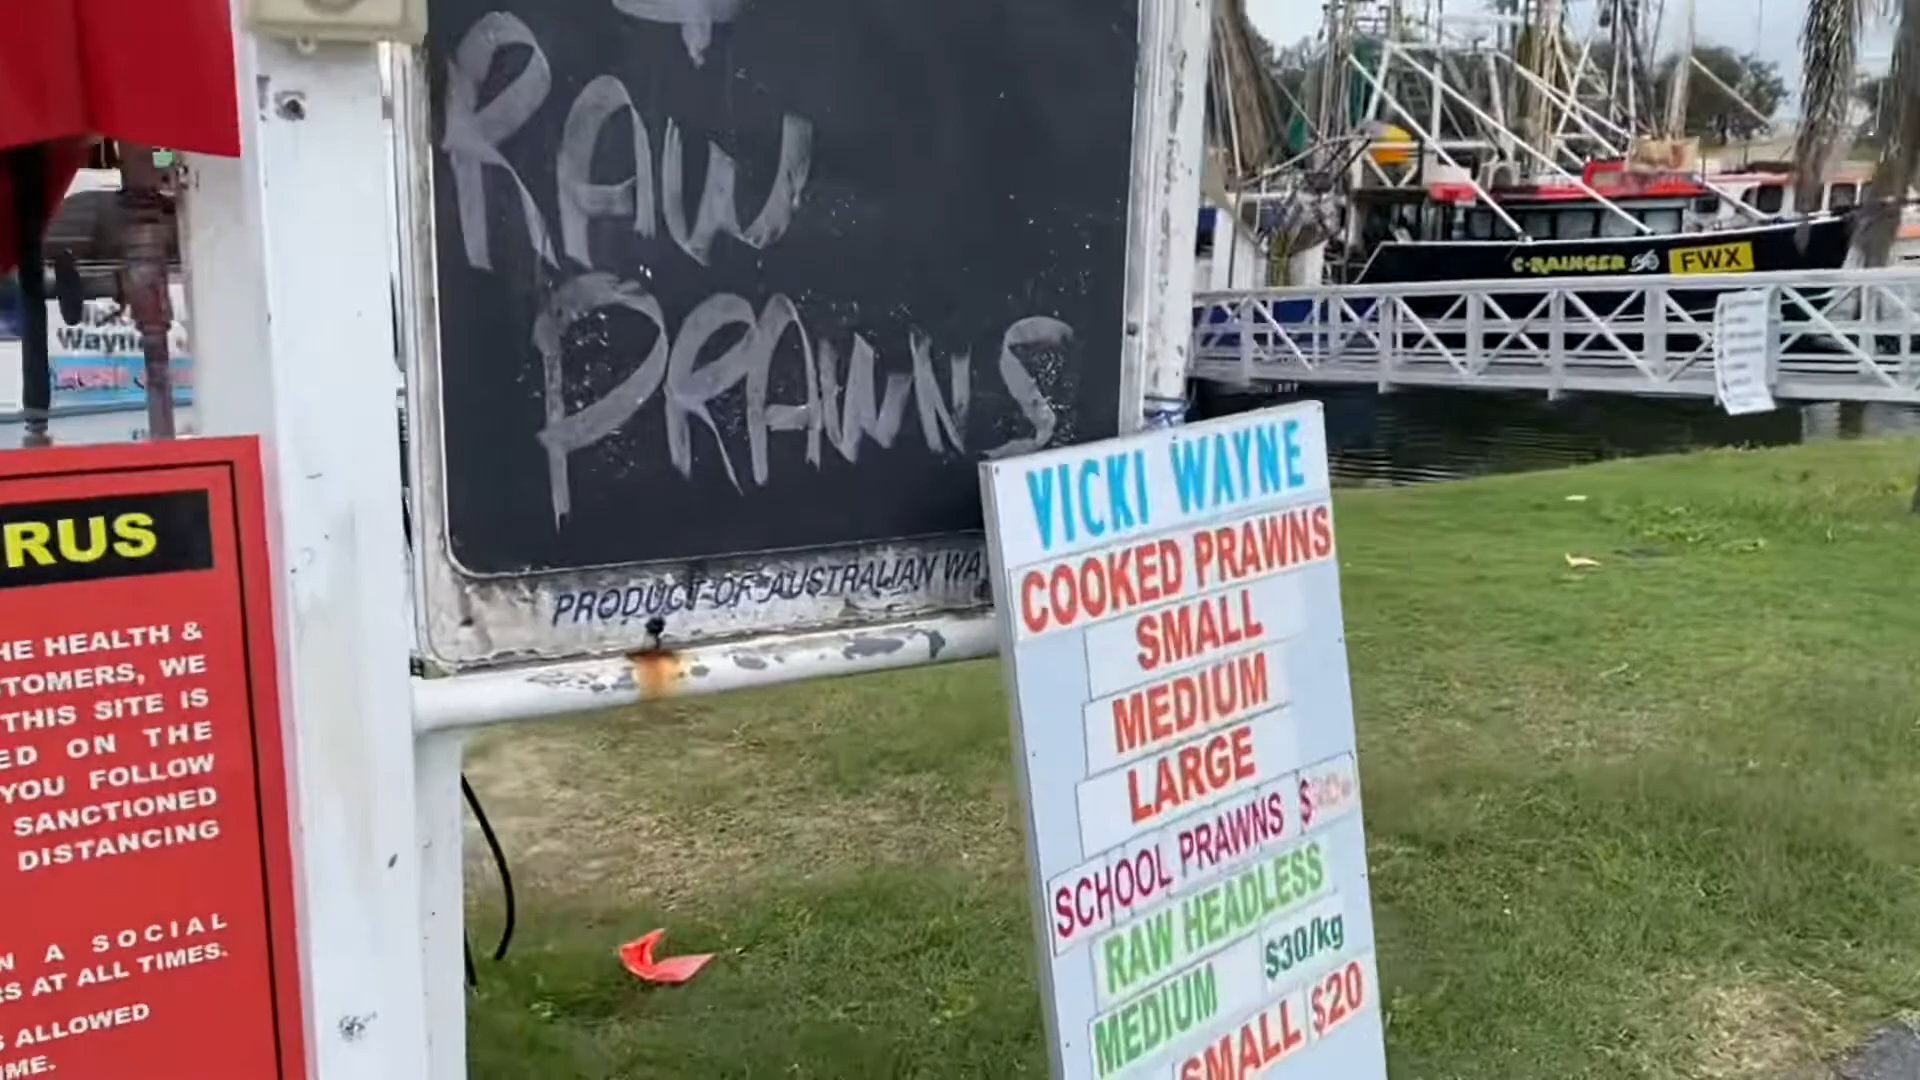 RAW
PRAWNS
PRODUCT OF AUSTRALIAN WA
VICKI WAYNE
COOKED PRAWNS
SMALL
MEDIUM
LARGE
SCHOOL PRAWNS $
RAW HEADLESS
MEDIUM $30/kg
SMALL $20
C-RAINGER FWX
Wayne
RUS
HE HEALTH &
TOMERS, WE
THIS SITE IS
ED ON THE
YOU FOLLOW
SANCTIONED
DISTANCING
N A SOCIAL
RS AT ALL TIMES.
S ALLOWED
IME.